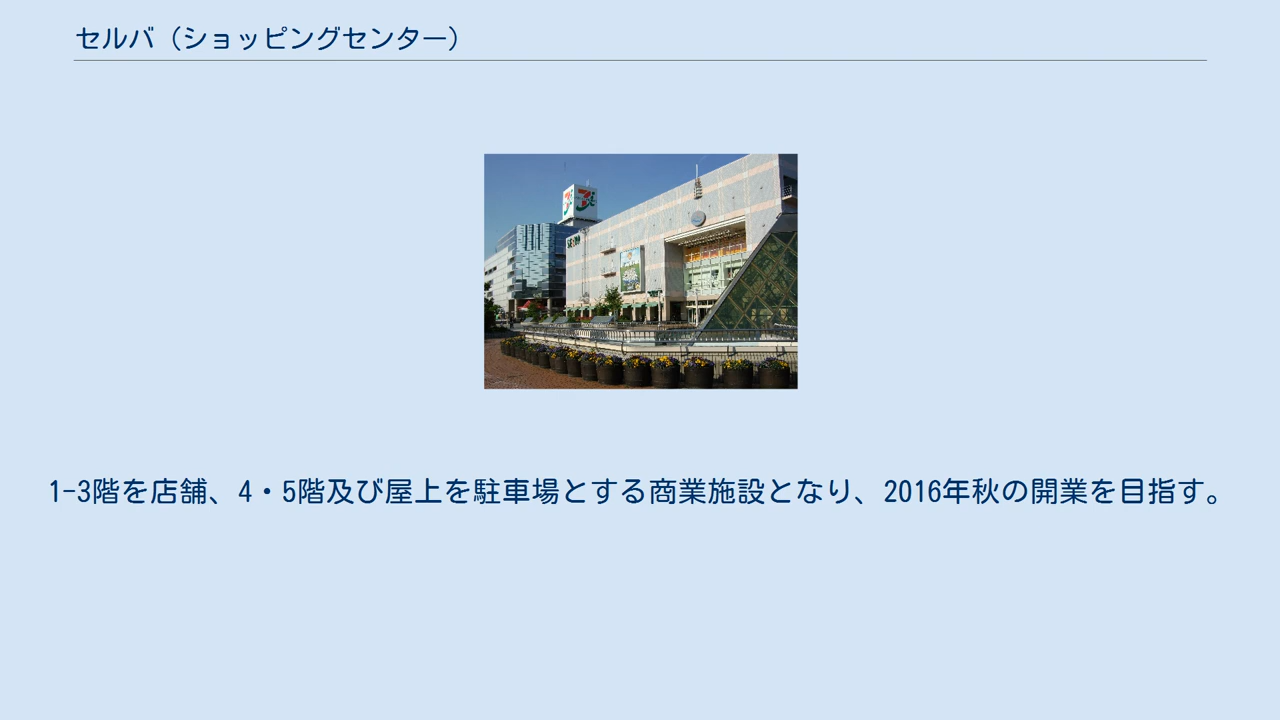 セルバ（ショッピングセンター）
1-3階を店舗、4・5階及び屋上を駐車場とする商業施設となり、2016年秋の開業を目指す。